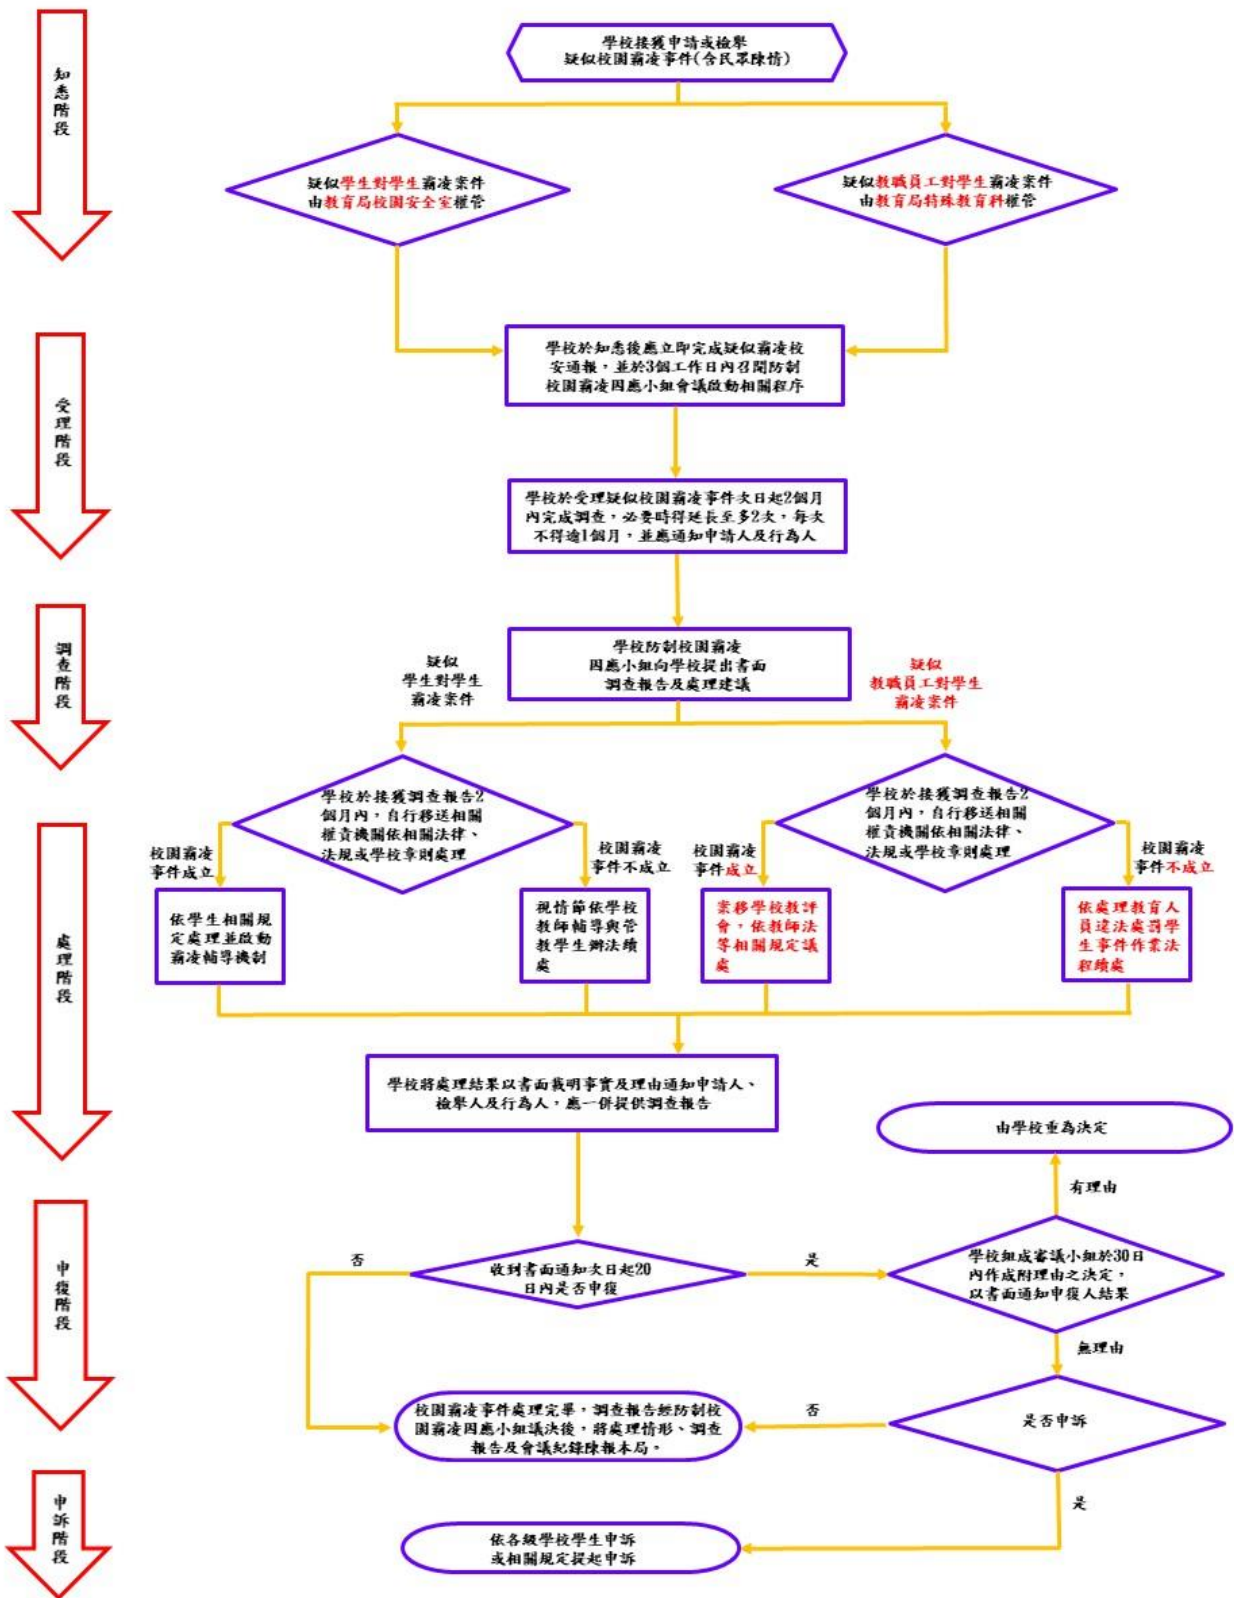 知悉階段
學校接獲申請或檢舉
疑似校園霸凌事件(含民眾陳情)
疑似學生對學生霸凌案件
由教育局校園安全室權管
疑似教職員工對學生霸凌案件
由教育局特殊教育科權管
受理階段
學校於知悉後應立即完成疑似霸凌校
安通報，並於3個工作日內召開防制
校園霸凌因應小組會議啟動相關程序
學校於受理疑似校園霸凌事件次日起2個月
內完成調查，必要時得延長至多2次，每次
不得逾1個月，並應通知申請人及行為人
調查階段
學校防制校園霸凌
因應小組向學校提出書面
調查報告及處理建議
疑似
學生對學生
霸凌案件
疑似
教職員工對學生
霸凌案件
處理階段
學校於接獲調查報告2
個月內，自行移送相關
權責機關依相關法律、
法規或學校章則處理
學校於接獲調查報告2
個月內，自行移送相關
權責機關依相關法律、
法規或學校章則處理
校園霸凌
事件成立
校園霸凌
事件不成立
校園霸凌
事件成立
校園霸凌
事件不成立
依學生相關規
定處理並啟動
霸凌輔導機制
視情節依學校
教師輔導與管
教學生辦法續
處
案移學校教評
會，依教師法
等相關規定議
處
依處理教育人
員違法處罰學
生事件作業法
程續處
學校將處理結果以書面載明事實及理由通知申請人、
檢舉人及行為人，應一併提供調查報告
由學校重為決定
有理由
申復階段
收到書面通知次日起20
日內是否申復
否
是
學校組成審議小組於30日
內作成附理由之決定，
以書面通知申復人結果
無理由
是否申訴
否
是
校園霸凌事件處理完畢，調查報告經防制校
園霸凌因應小組議決後，將處理情形、調查
報告及會議紀錄陳報本局。
申訴階段
依各級學校學生申訴
或相關規定提起申訴